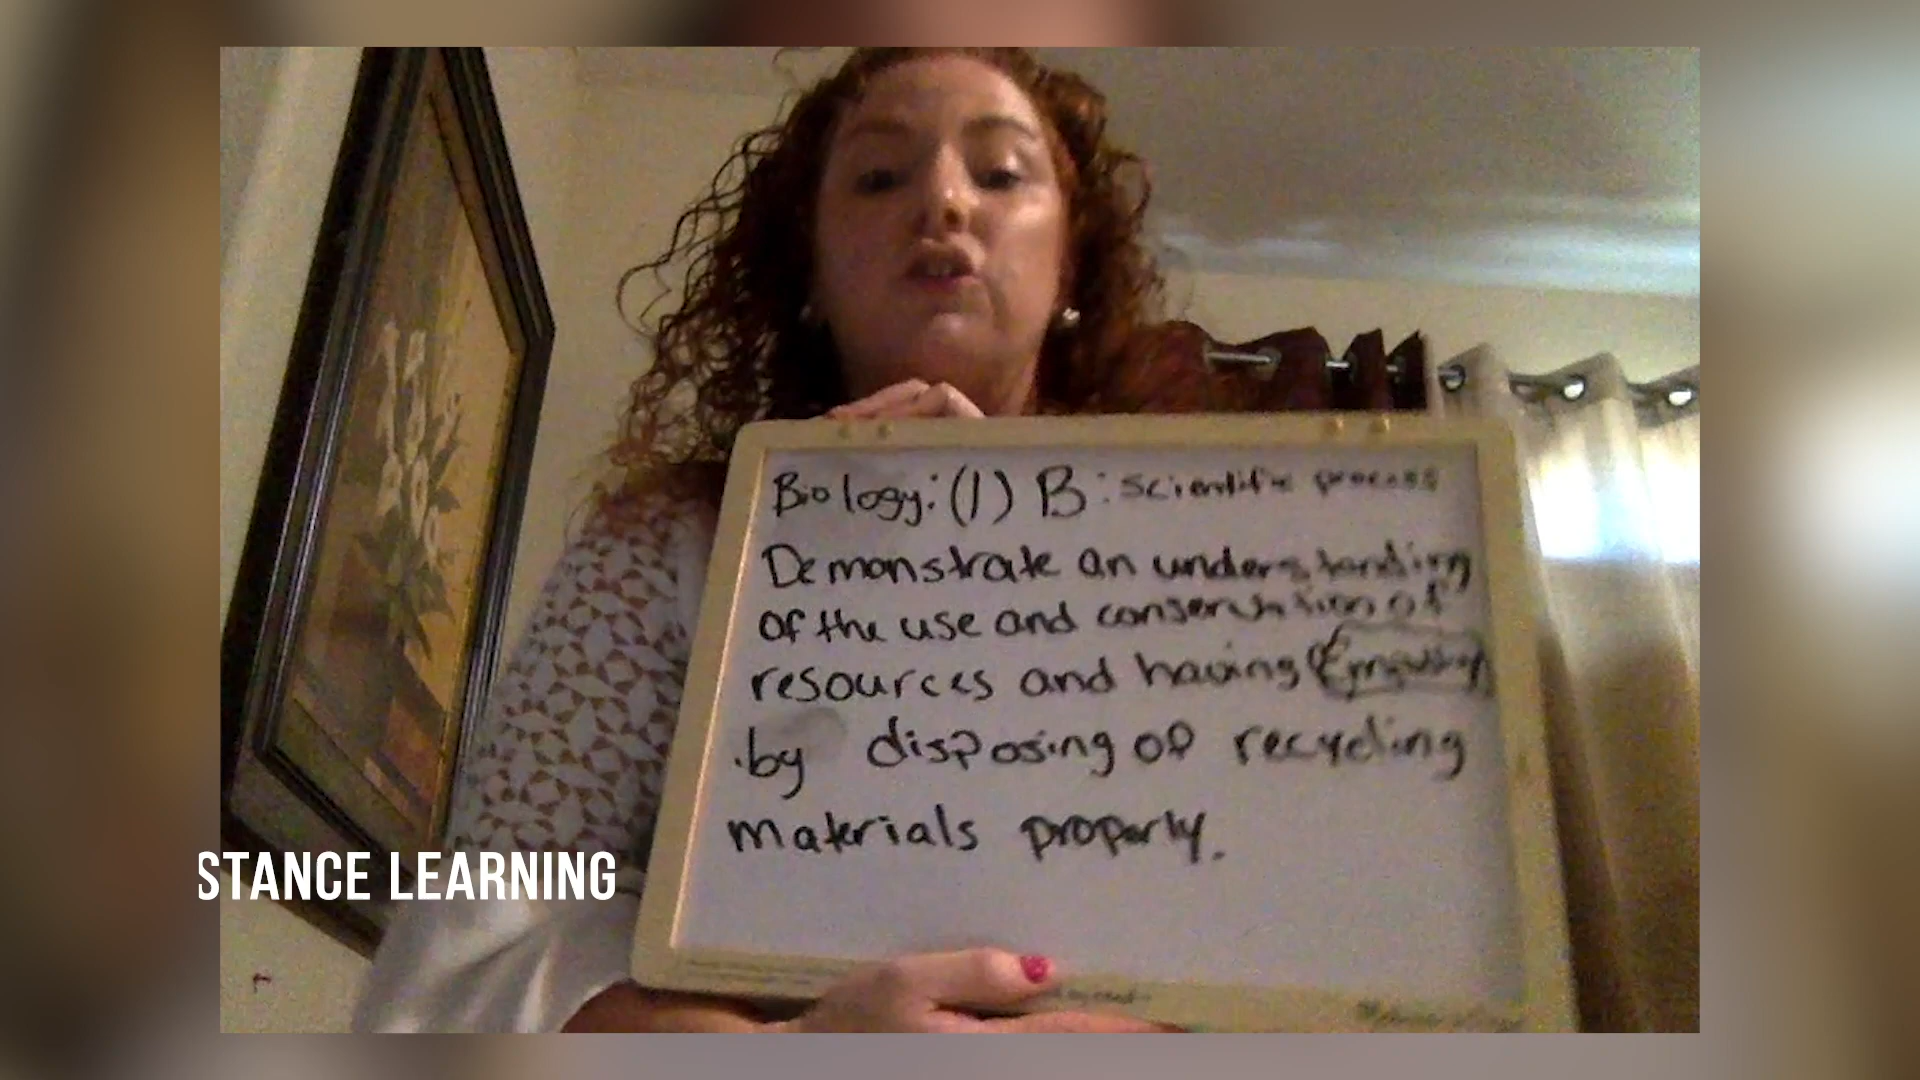 Biology: (1) B: Scientific process
Demonstrate an understanding
of the use and conservation of
resources and having
by disposing of recycling
materials properly.
STANCE LEARNING